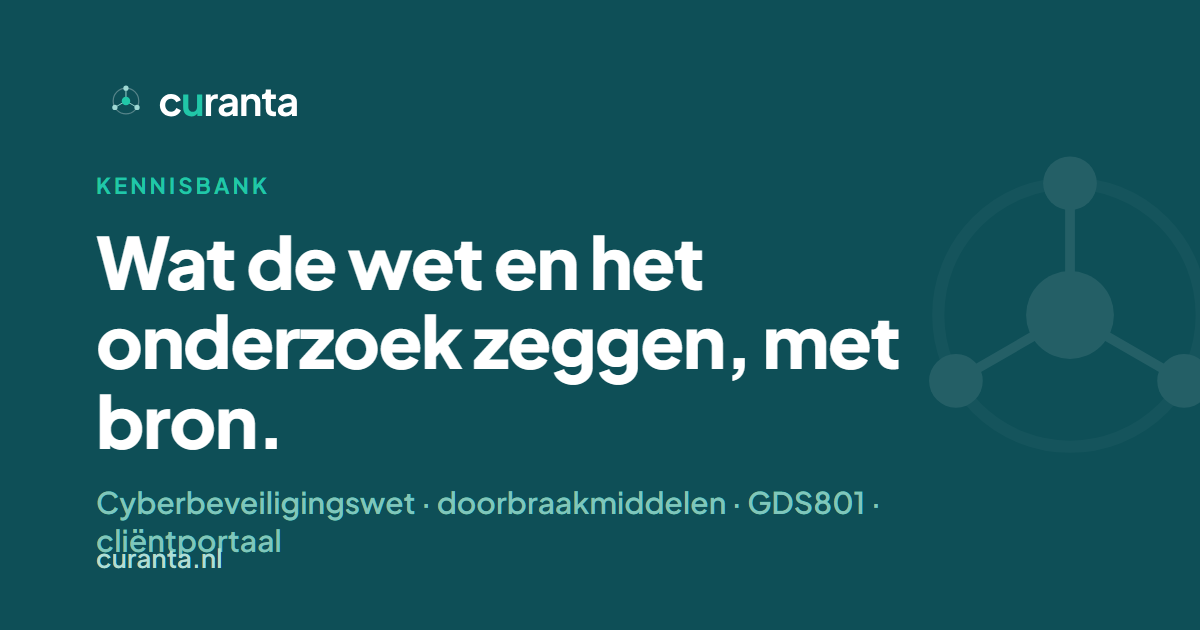 curanta
KENNISBANK
Wat de wet en het
onderzoek zeggen, met
bron.
Cyberbeveiligingswet · doorbraakmiddelen · GDS801 ·
cliëntportaal
curanta.nl